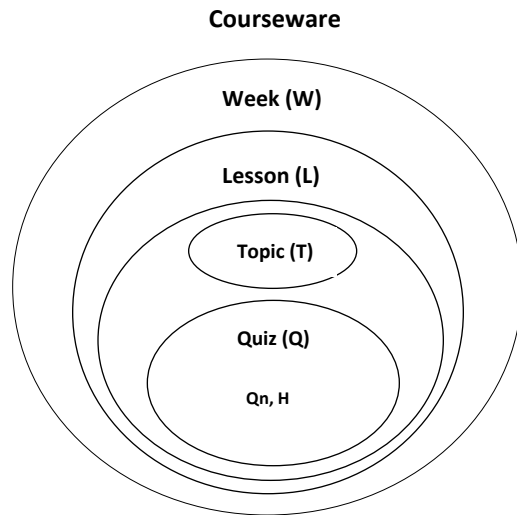 Courseware
Week (W)
Lesson (L)
Topic (T)
Quiz (Q)
Qn, H